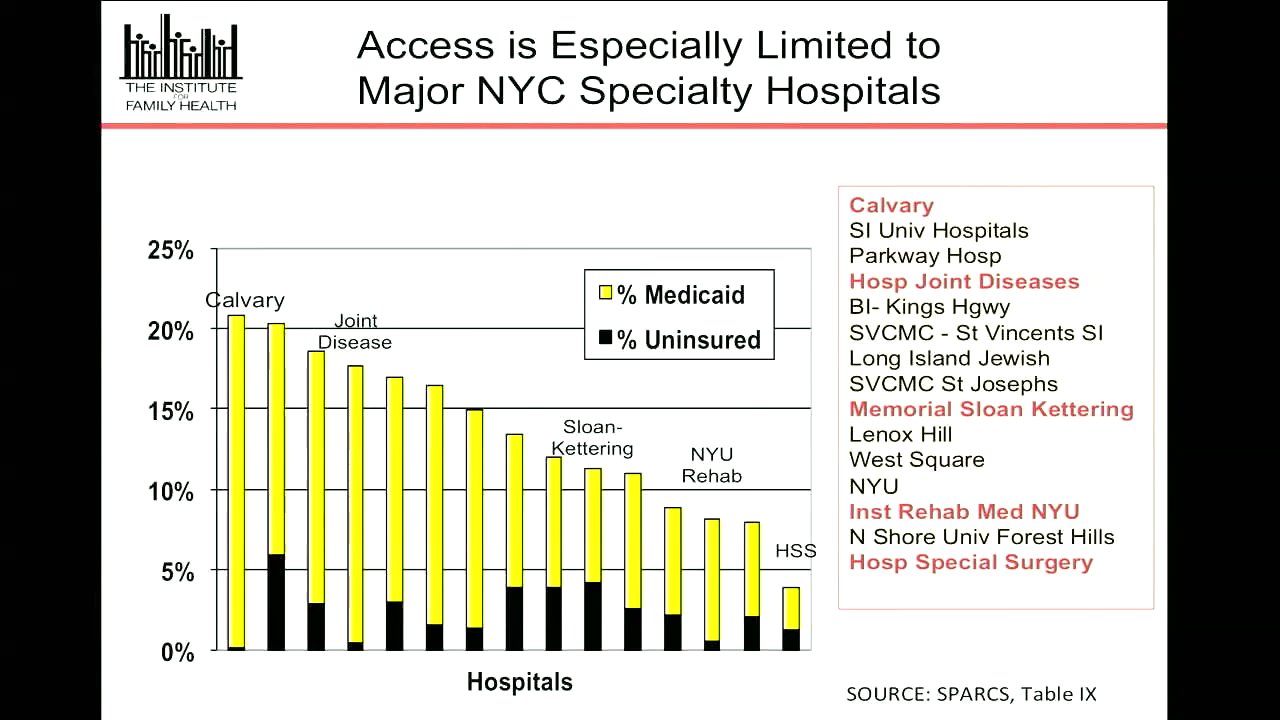 THE INSTITUTE
FOR
FAMILY HEALTH
Access is Especially Limited to
Major NYC Specialty Hospitals
25%
20%
15%
10%
5%
0%
Calvary
Joint
Disease
Sloan-
Kettering
NYU
Rehab
HSS
% Medicaid
% Uninsured
Hospitals
Calvary
SI Univ Hospitals
Parkway Hosp
Hosp Joint Diseases
BI- Kings Hgwy
SVCMC - St Vincents SI
Long Island Jewish
SVCMC St Josephs
Memorial Sloan Kettering
Lenox Hill
West Square
NYU
Inst Rehab Med NYU
N Shore Univ Forest Hills
Hosp Special Surgery
SOURCE: SPARCS, Table IX